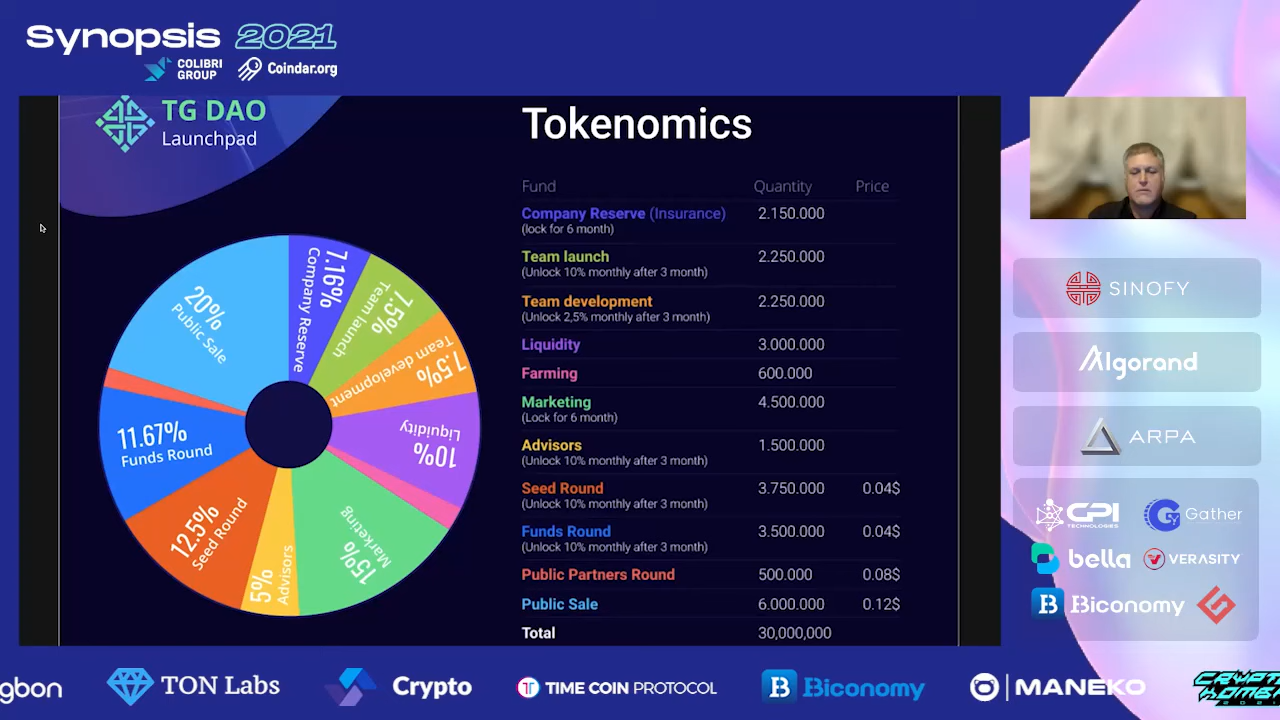 Synopsis 2021
COLIBRI GROUP
Coindar.org
TG DAO
Launchpad
Tokenomics
Fund Quantity Price
Company Reserve (Insurance) 2.150.000
(lock for 6 month)
Team launch 2.250.000
(Unlock 10% monthly after 3 month)
Team development 2.250.000
(Unlock 2,5% monthly after 3 month)
Liquidity 3.000.000
Farming 600.000
Marketing 4.500.000
(Lock for 6 month)
Advisors 1.500.000
(Unlock 10% monthly after 3 month)
Seed Round 3.750.000 0.04$
(Unlock 10% monthly after 3 month)
Funds Round 3.500.000 0.04$
(Unlock 10% monthly after 3 month)
Public Partners Round 500.000 0.08$
Public Sale 6.000.000 0.12$
Total 30,000,000
7.16%
Company Reserve
7.5%
Team launch
7.5%
Team development
10%
Liquidity
15%
Marketing
5%
Advisors
12.5%
Seed Round
11.67%
Funds Round
20%
Public Sale
SINOFY
Algorand
ARPA
CPI
TECHNOLOGIES
Gather
bella
VERASITY
Biconomy
gbon
TON Labs
Crypto
TIME COIN PROTOCOL
Biconomy
MANEKO
2021